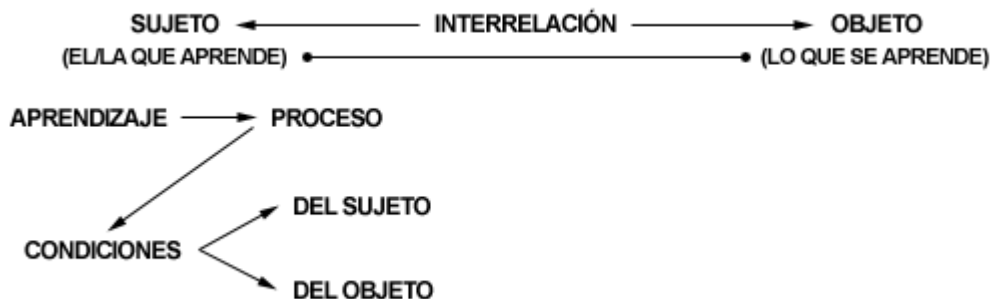 SUJETO INTERRELACIÓN OBJETO
(EL/LA QUE APRENDE) (LO QUE SE APRENDE)
APRENDIZAJE PROCESO
DEL SUJETO
CONDICIONES
DEL OBJETO